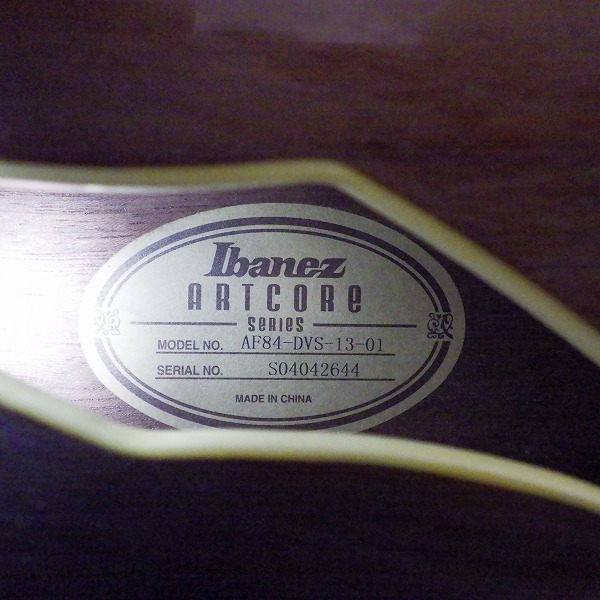 Ibanez
ARTCORE
SERIES
MODEL NO. AF84-DVS-13-01
SERIAL NO. S04042644
MADE IN CHINA